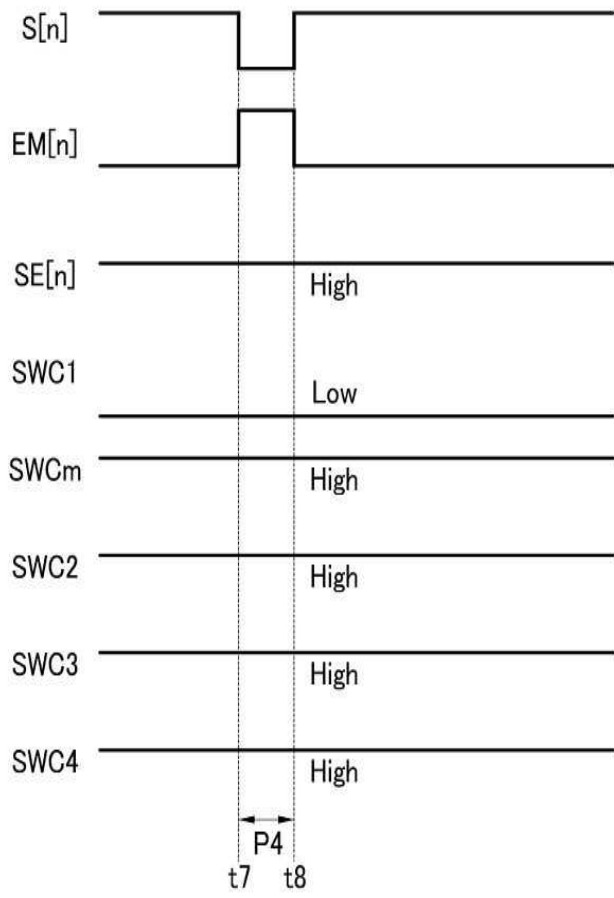 S[n]
EM[n]
SE[n]
High
SWC1
Low
SWCm
High
SWC2
High
SWC3
High
SWC4
High
P4
t7 t8